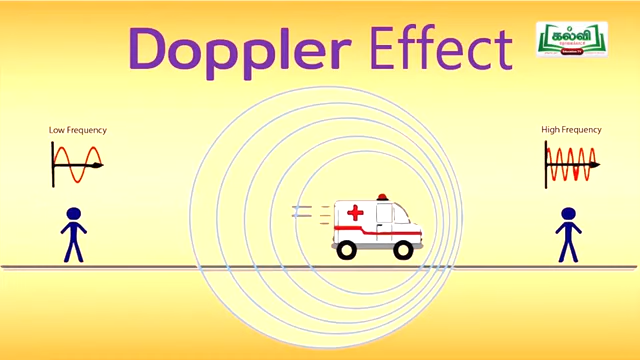 Doppler Effect
கல்வி
Low Frequency
High Frequency